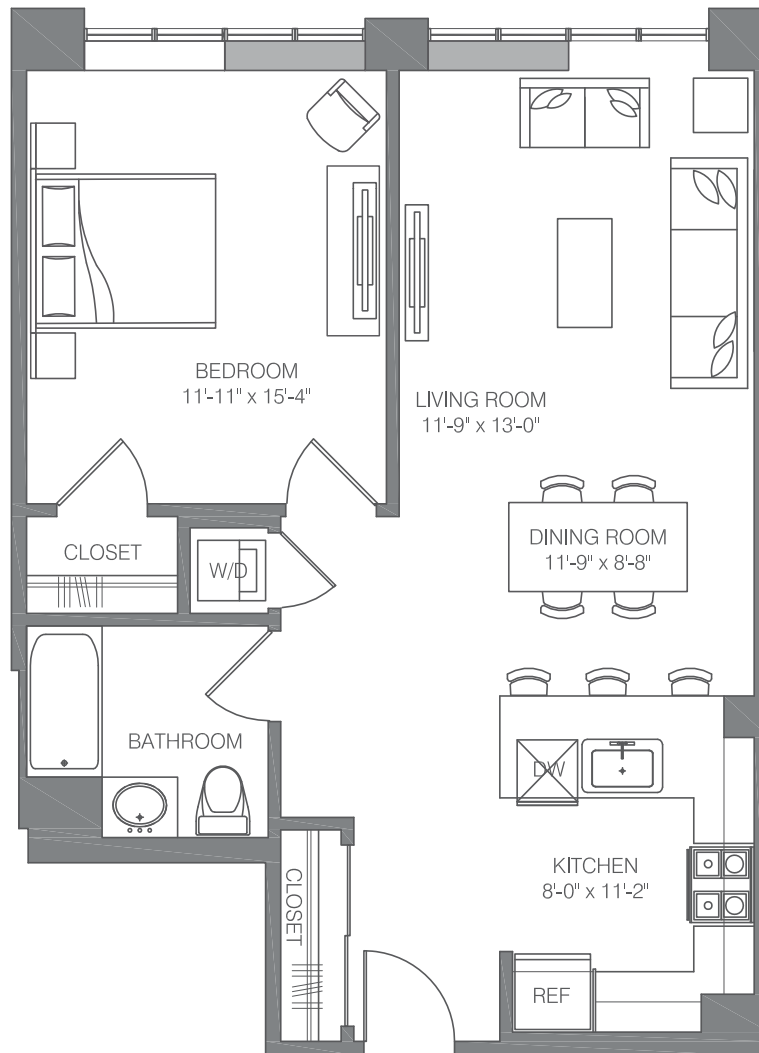 BEDROOM
11'-11" x 15'-4"
LIVING ROOM
11'-9" x 13'-0"
CLOSET
W/D
DINING ROOM
11'-9" x 8'-8"
BATHROOM
DW
KITCHEN
8'-0" x 11'-2"
CLOSET
REF